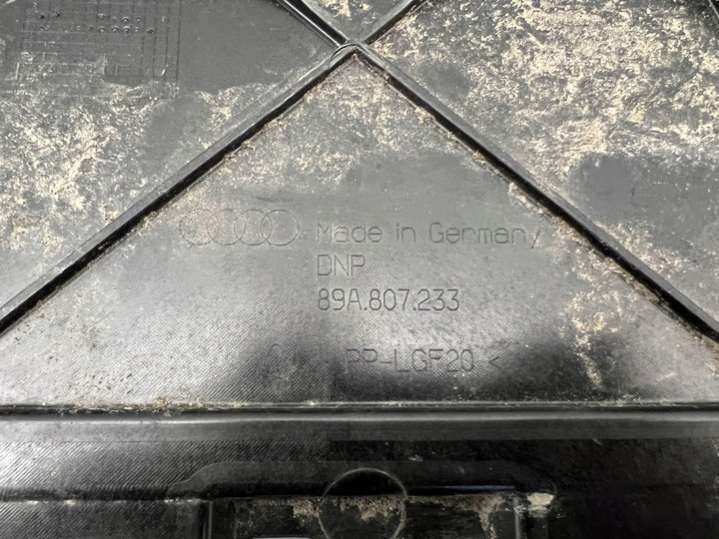 Made in Germany
DNP
89A.807.233
PP-LGF20 <